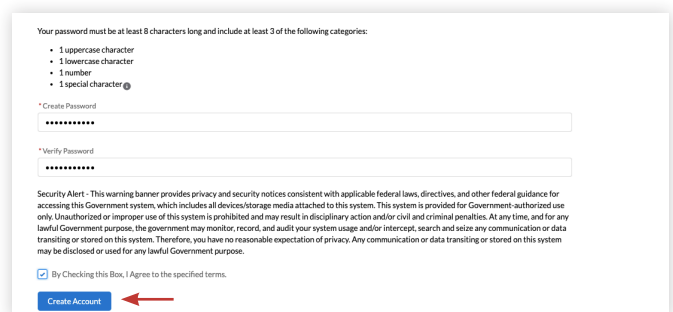 Your password must be at least 8 characters long and include at least 3 of the following categories:
• 1 uppercase character
• 1 lowercase character
• 1 number
• 1 special character
*Create Password
•••••••••••
*Verify Password
•••••••••••
Security Alert - This warning banner provides privacy and security notices consistent with applicable federal laws, directives, and other federal guidance for
accessing this Government system, which includes all devices/storage media attached to this system. This system is provided for Government-authorized use
only. Unauthorized or improper use of this system is prohibited and may result in disciplinary action and/or civil and criminal penalties. At any time, and for any
lawful Government purpose, the government may monitor, record, and audit your system usage and/or intercept, search and seize any communication or data
transiting or stored on this system. Therefore, you have no reasonable expectation of privacy. Any communication or data transiting or stored on this system
may be disclosed or used for any lawful Government purpose.
By Checking this Box, I Agree to the specified terms.
Create Account